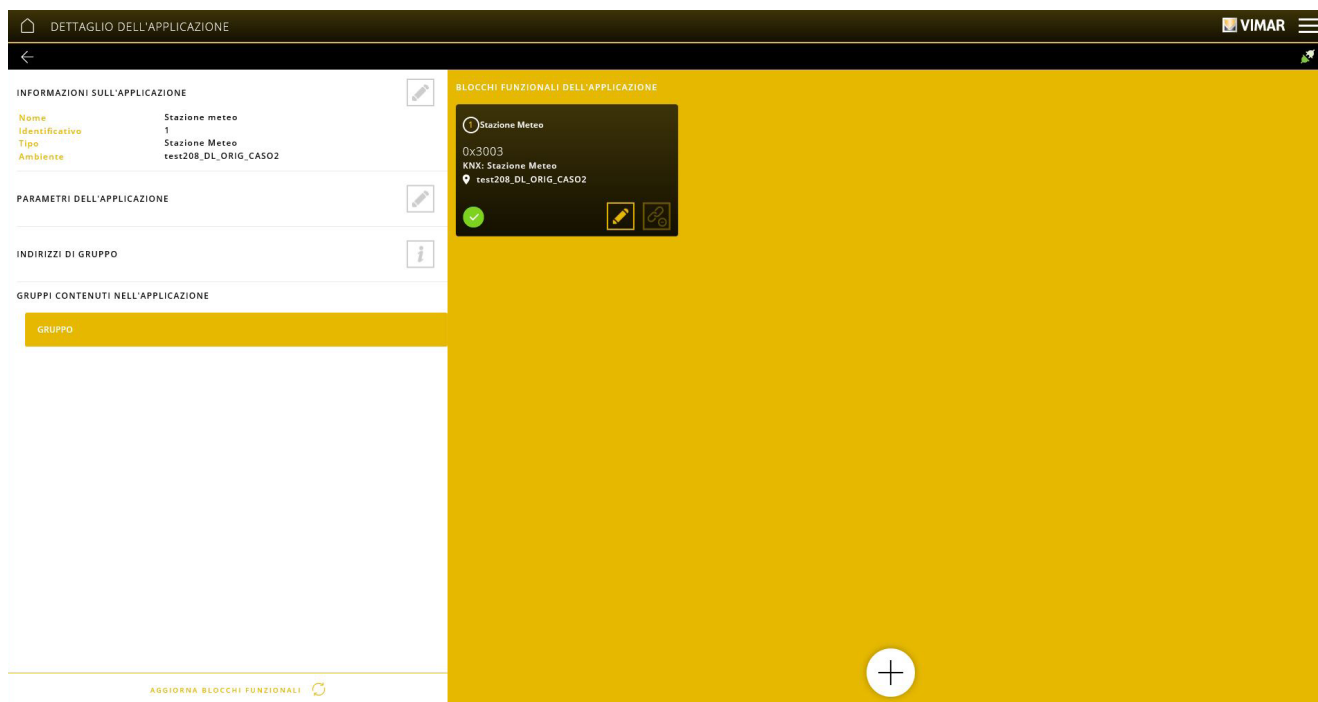 DETTAGLIO DELL'APPLICAZIONE
VIMAR
INFORMAZIONI SULL'APPLICAZIONE
Nome Stazione meteo
Identificativo 1
Tipo Stazione Meteo
Ambiente test208_DL_ORIG_CASO2
PARAMETRI DELL'APPLICAZIONE
INDIRIZZI DI GRUPPO
i
GRUPPI CONTENUTI NELL'APPLICAZIONE
GRUPPO
AGGIORNA BLOCCHI FUNZIONALI
BLOCCHI FUNZIONALI DELL'APPLICAZIONE
1 Stazione Meteo
0x3003
KNX: Stazione Meteo
test208_DL_ORIG_CASO2